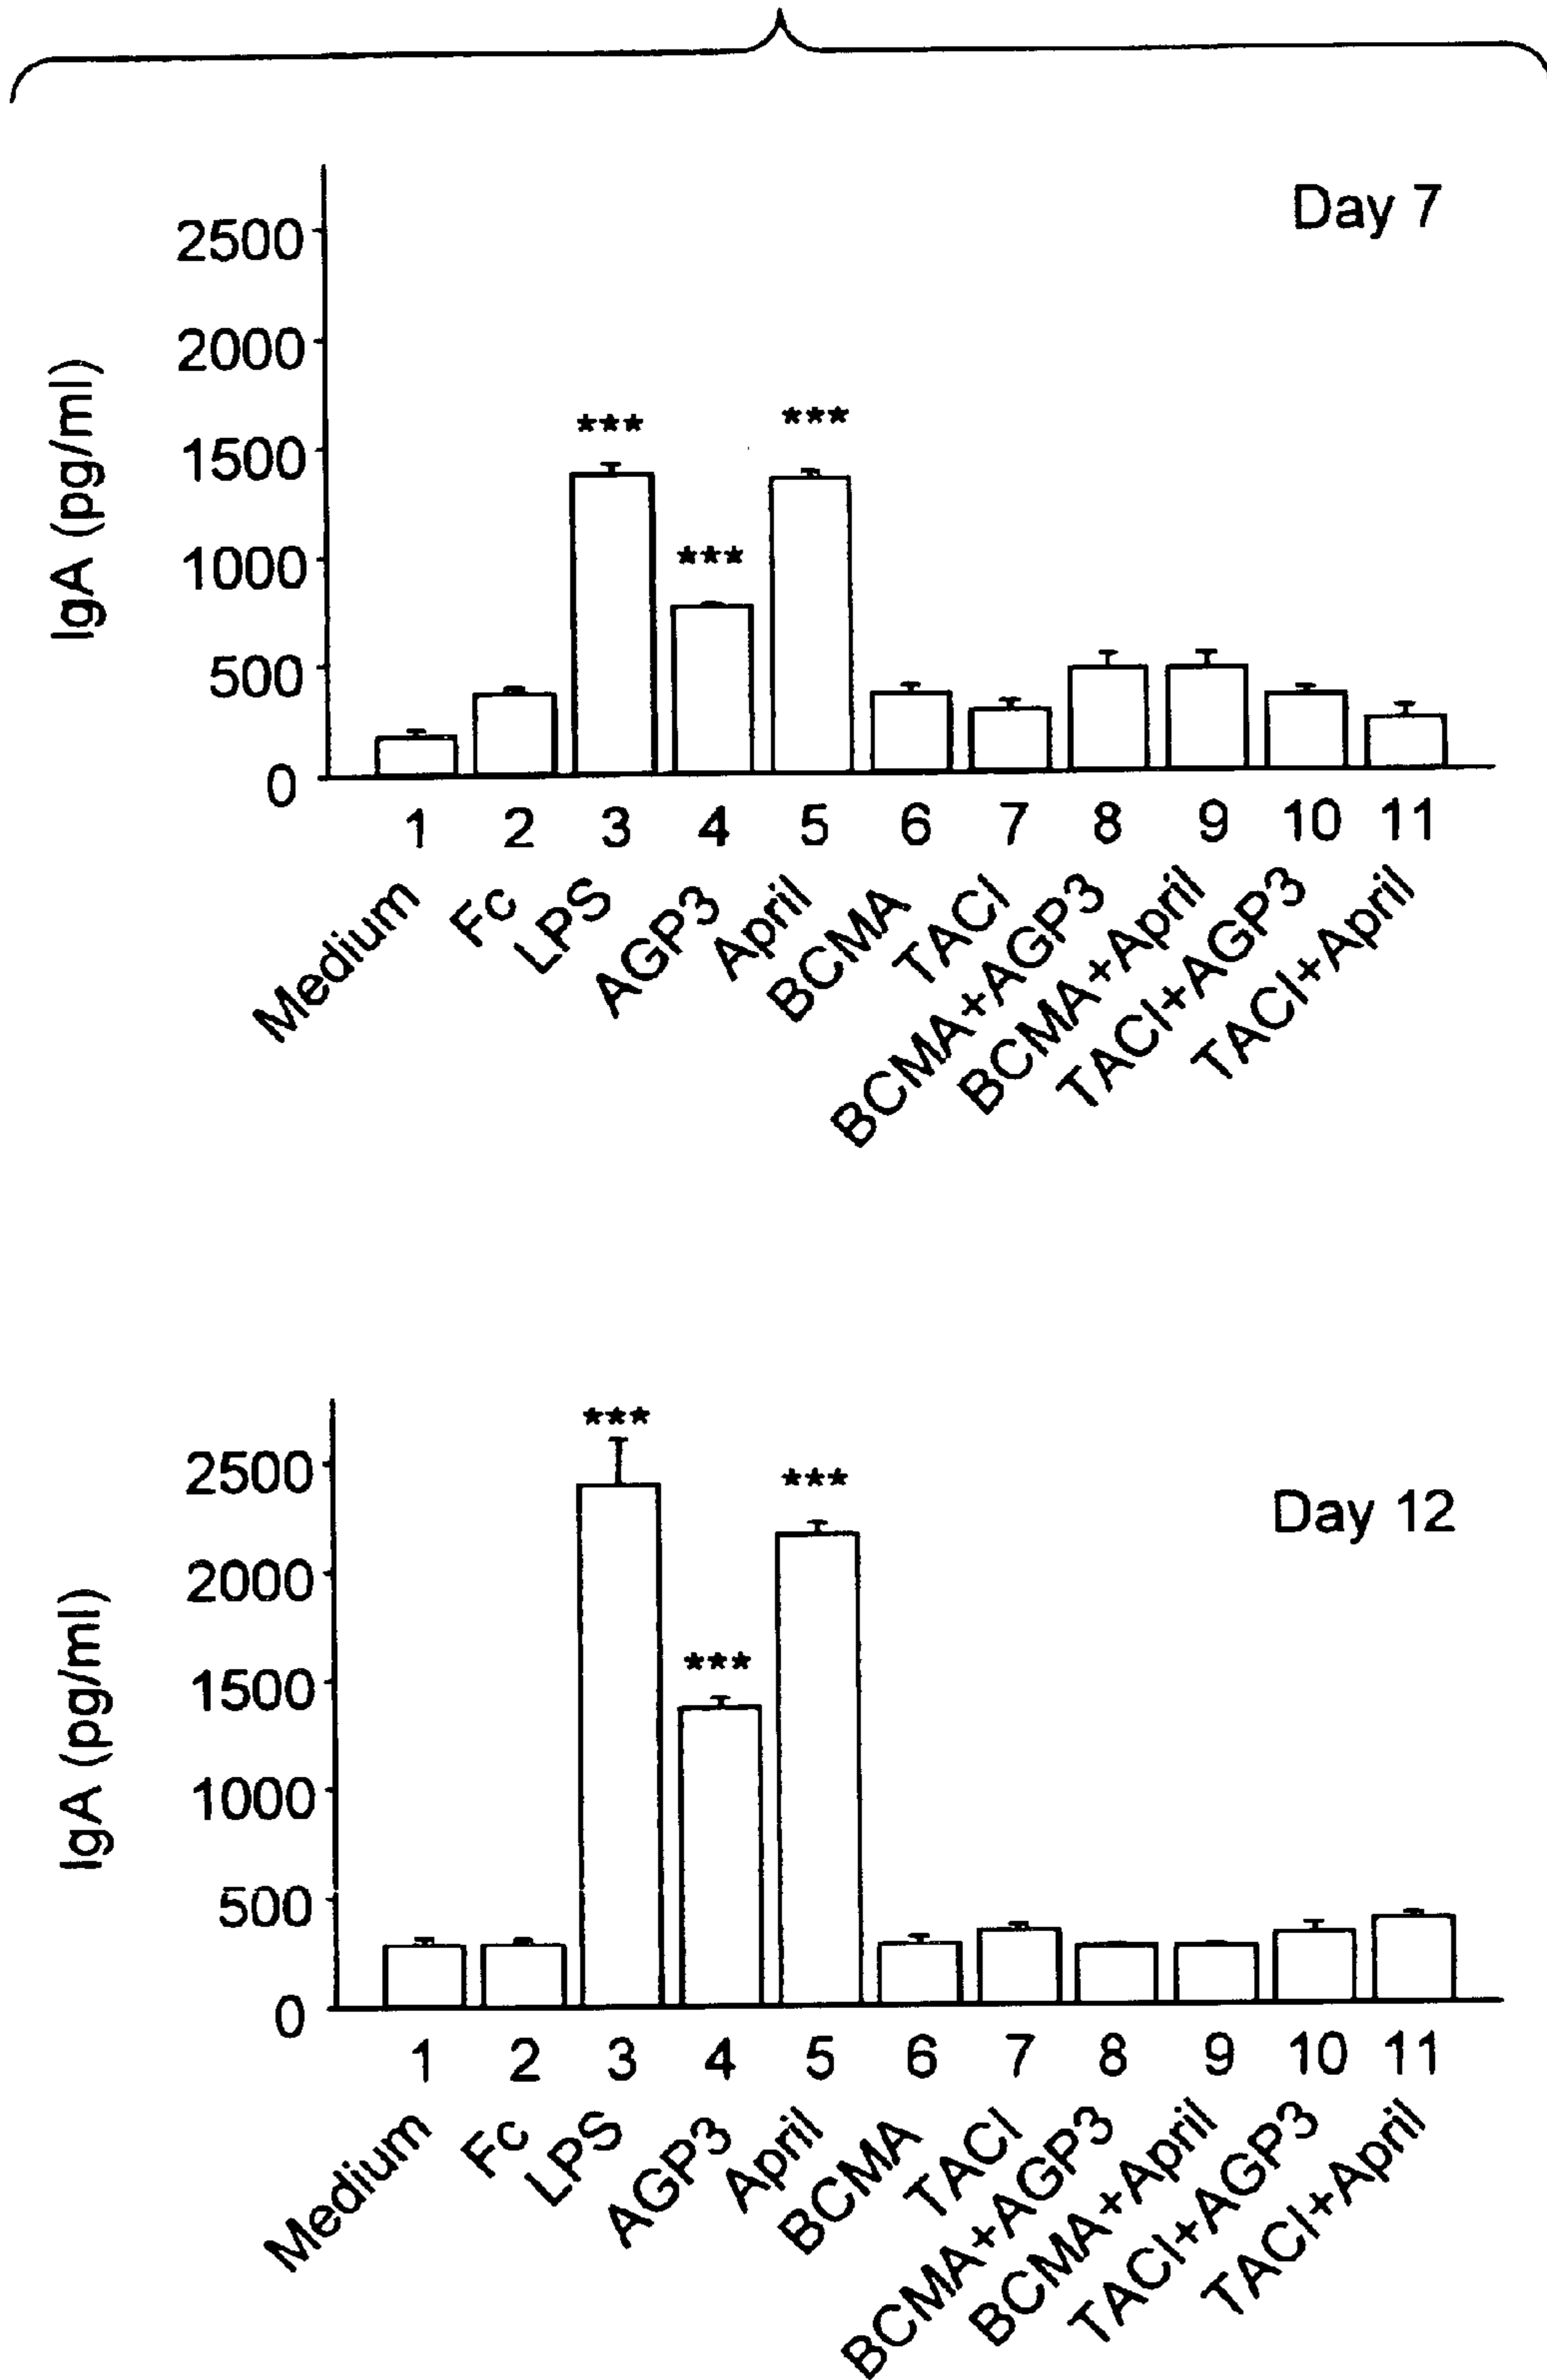 Day 7
IgA (pg/ml)
2500
2000
1500
1000
500
0
***
***
***
1 2 3 4 5 6 7 8 9 10 11
Medium
Fc
LPS
AGP3
April
BCMA
TACI
BCMA+AGP3
BCMA+April
TACI+AGP3
TACI+April
Day 12
IgA (pg/ml)
2500
2000
1500
1000
500
0
***
***
***
1 2 3 4 5 6 7 8 9 10 11
Medium
Fc
LPS
AGP3
April
BCMA
TACI
BCMA+AGP3
BCMA+April
TACI+AGP3
TACI+April